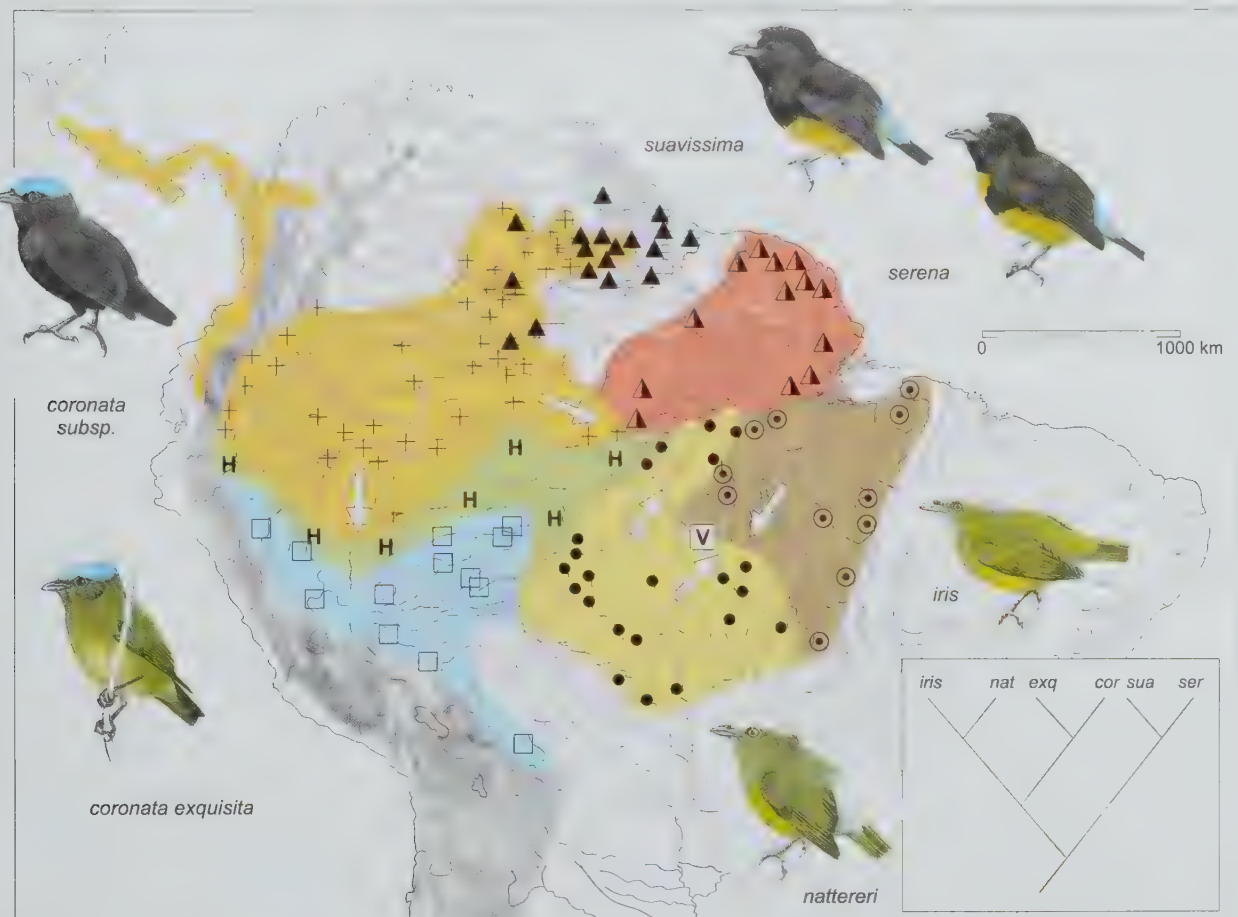 suavissima
serena
0 1000 km
coronata
subsp.
H
H
H
H
H
H
H
V
iris
iris nat exq cor sua ser
coronata exquisita
nattereri